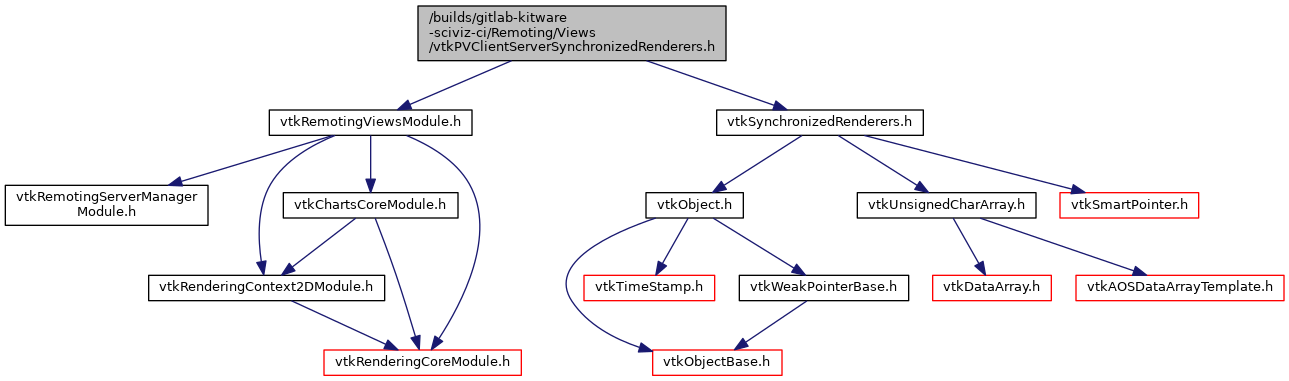 /builds/gitlab-kitware
-sciviz-ci/Remoting/Views
/vtkPVClientServerSynchronizedRenderers.h
vtkRemotingViewsModule.h
vtkSynchronizedRenderers.h
vtkRemotingServerManager
Module.h
vtkChartsCoreModule.h
vtkObject.h
vtkUnsignedCharArray.h
vtkSmartPointer.h
vtkRenderingContext2DModule.h
vtkTimeStamp.h
vtkWeakPointerBase.h
vtkDataArray.h
vtkAOSDataArrayTemplate.h
vtkRenderingCoreModule.h
vtkObjectBase.h